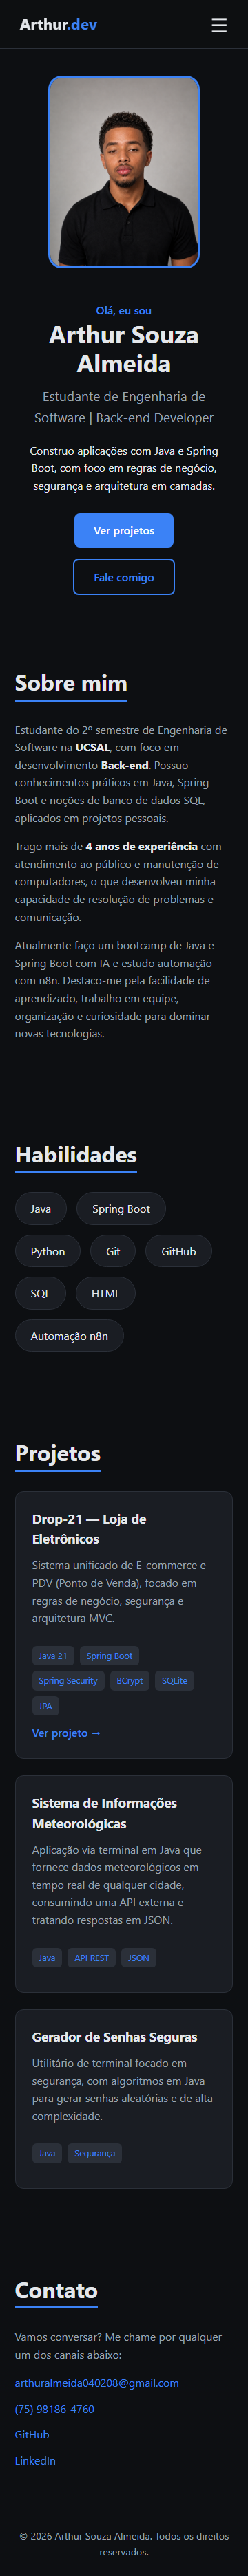 Arthur.dev
Olá, eu sou
Arthur Souza
Almeida
Estudante de Engenharia de
Software | Back-end Developer
Construo aplicações com Java e Spring
Boot, com foco em regras de negócio,
segurança e arquitetura em camadas.
Ver projetos
Fale comigo
Sobre mim
Estudante do 2º semestre de Engenharia de
Software na UCSAL, com foco em
desenvolvimento Back-end. Possuo
conhecimentos práticos em Java, Spring
Boot e noções de banco de dados SQL,
aplicados em projetos pessoais.
Trago mais de 4 anos de experiência com
atendimento ao público e manutenção de
computadores, o que desenvolveu minha
capacidade de resolução de problemas e
comunicação.
Atualmente faço um bootcamp de Java e
Spring Boot com IA e estudo automação
com n8n. Destaco-me pela facilidade de
aprendizado, trabalho em equipe,
organização e curiosidade para dominar
novas tecnologias.
Habilidades
Java Spring Boot
Python Git GitHub
SQL HTML
Automação n8n
Projetos
Drop-21 — Loja de
Eletrônicos
Sistema unificado de E-commerce e
PDV (Ponto de Venda), focado em
regras de negócio, segurança e
arquitetura MVC.
Java 21 Spring Boot
Spring Security BCrypt SQLite
JPA
Ver projeto →
Sistema de Informações
Meteorológicas
Aplicação via terminal em Java que
fornece dados meteorológicos em
tempo real de qualquer cidade,
consumindo uma API externa e
tratando respostas em JSON.
Java API REST JSON
Gerador de Senhas Seguras
Utilitário de terminal focado em
segurança, com algoritmos em Java
para gerar senhas aleatórias e de alta
complexidade.
Java Segurança
Contato
Vamos conversar? Me chame por qualquer
um dos canais abaixo:
arthuralmeida040208@gmail.com
(75) 98186-4760
GitHub
LinkedIn
© 2026 Arthur Souza Almeida. Todos os direitos
reservados.